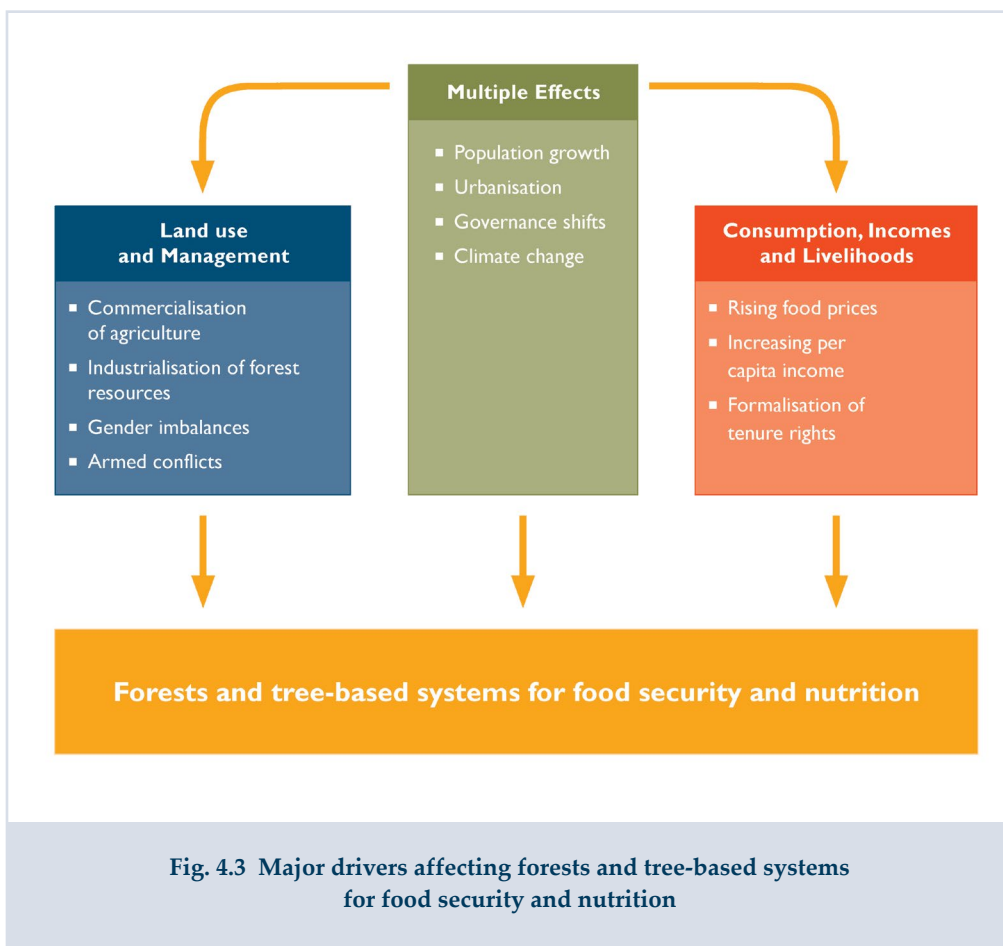 Multiple Effects
▪ Population growth
▪ Urbanisation
▪ Governance shifts
▪ Climate change
Land use
and Management
▪ Commercialisation
of agriculture
▪ Industrialisation of forest
resources
▪ Gender imbalances
▪ Armed conflicts
Consumption, Incomes
and Livelihoods
▪ Rising food prices
▪ Increasing per
capita income
▪ Formalisation of
tenure rights
Forests and tree-based systems for food security and nutrition
Fig. 4.3 Major drivers affecting forests and tree-based systems
for food security and nutrition